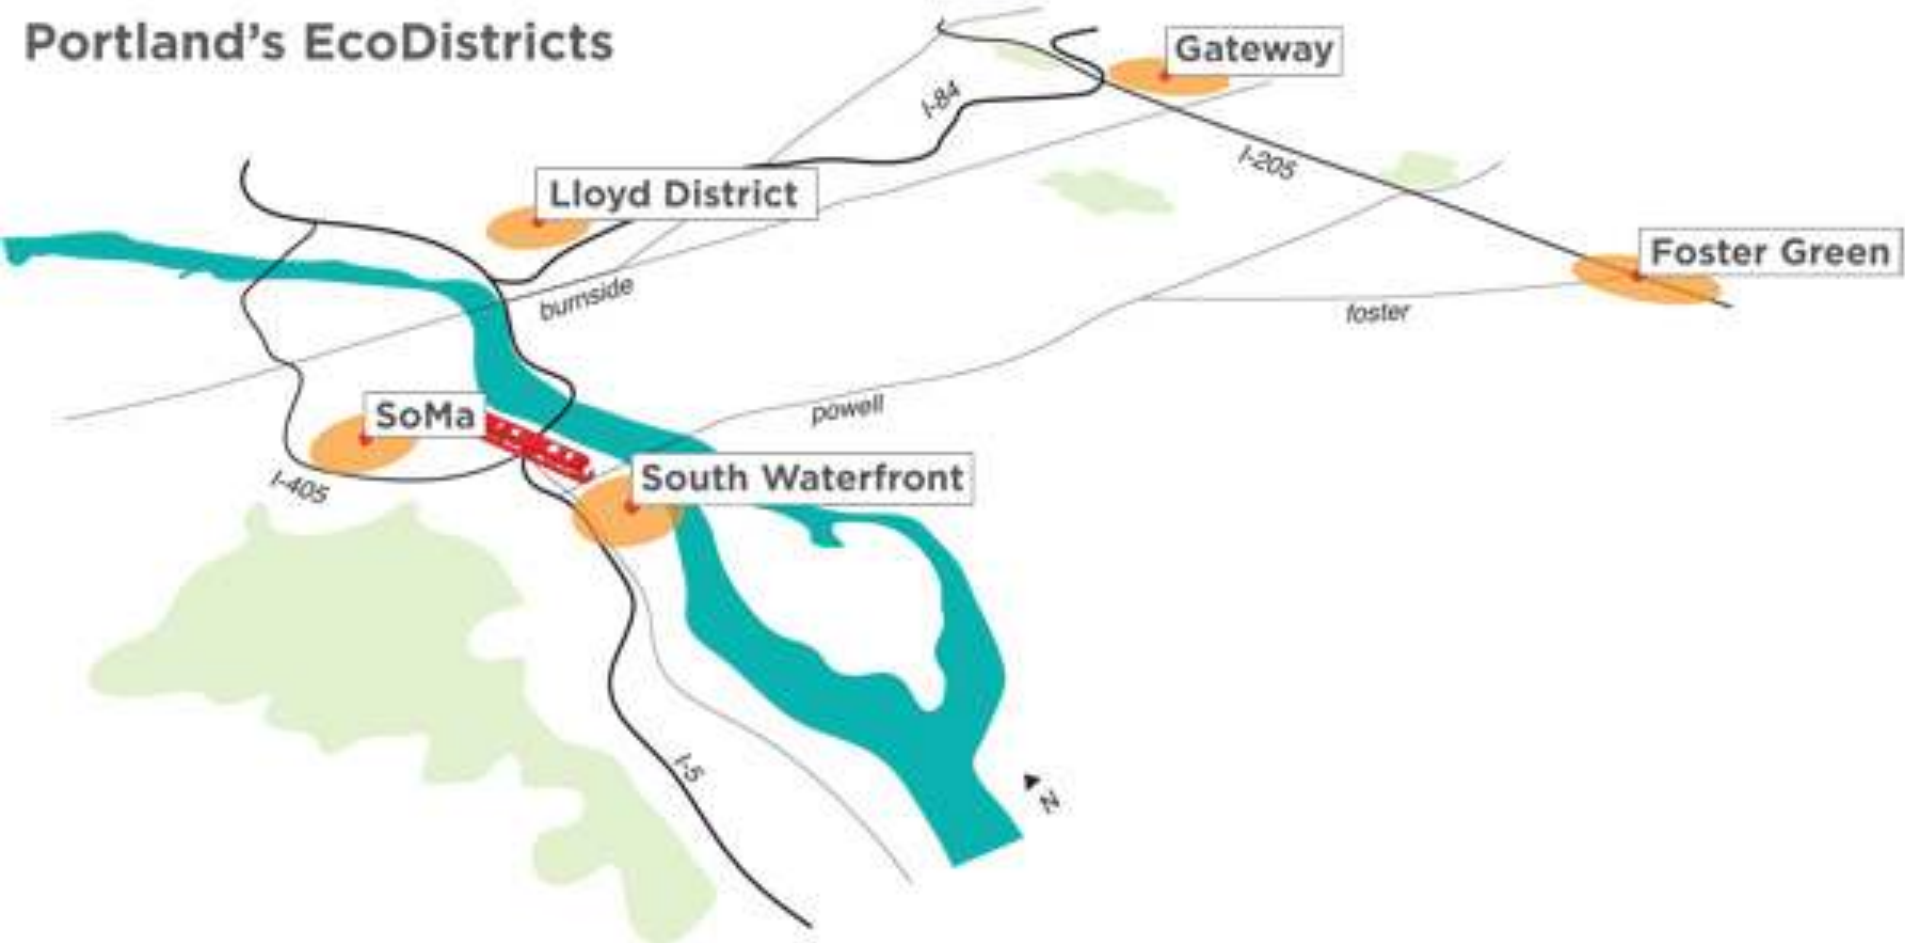 Portland's EcoDistricts
Gateway
I-84
I-205
Lloyd District
Foster Green
burnside
foster
SoMa
powell
South Waterfront
I-405
I-5
N